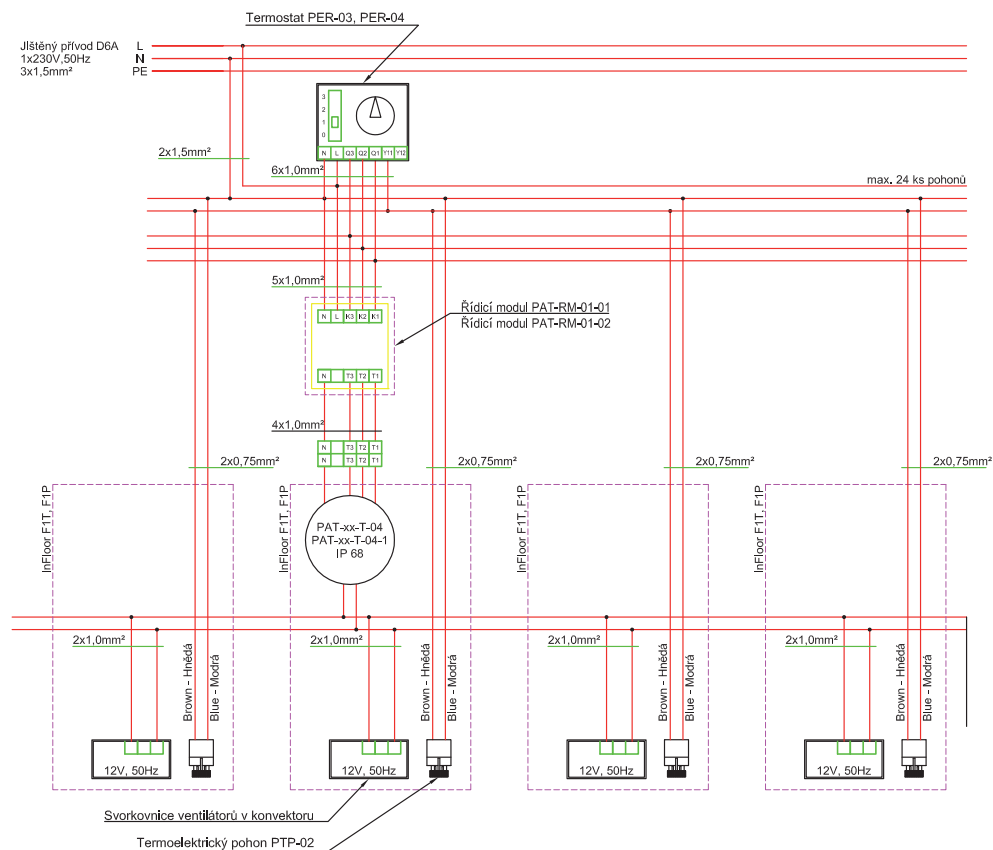 Termostat PER-03, PER-04
Jištěný přívod D6A L
1x230V,50Hz N
3x1,5mm² PE
3
2
1
0
N L Q3 Q2 Q1 Y11 Y12
2x1,5mm²
6x1,0mm²
max. 24 ks pohonů
5x1,0mm²
Řídicí modul PAT-RM-01-01
Řídicí modul PAT-RM-01-02
N L K3 K2 K1
N T3 T2 T1
4x1,0mm²
N T3 T2 T1
N T3 T2 T1
2x0,75mm² 2x0,75mm² 2x0,75mm² 2x0,75mm²
InFloor F1T, F1P
InFloor F1T, F1P
InFloor F1T, F1P
InFloor F1T, F1P
PAT-xx-T-04
PAT-xx-T-04-1
IP 68
2x1,0mm² 2x1,0mm² 2x1,0mm² 2x1,0mm²
Brown - Hnědá
Blue - Modrá
Brown - Hnědá
Blue - Modrá
Brown - Hnědá
Blue - Modrá
Brown - Hnědá
Blue - Modrá
12V, 50Hz 12V, 50Hz 12V, 50Hz 12V, 50Hz
Svorkovnice ventilátorů v konvektoru
Termoelektrický pohon PTP-02